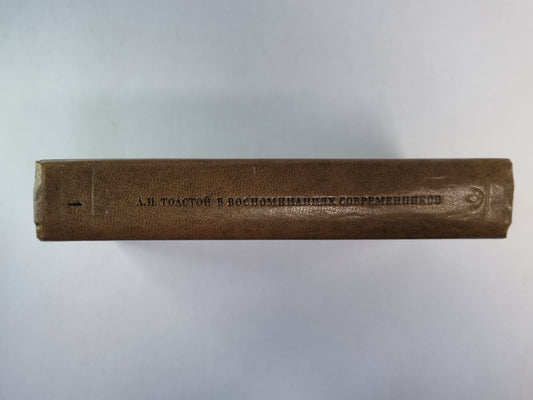 Л.Н. ТОЛСТОЙ В ВОСПОМИНАНИЯХ СОВРЕМЕННИКОВ
1